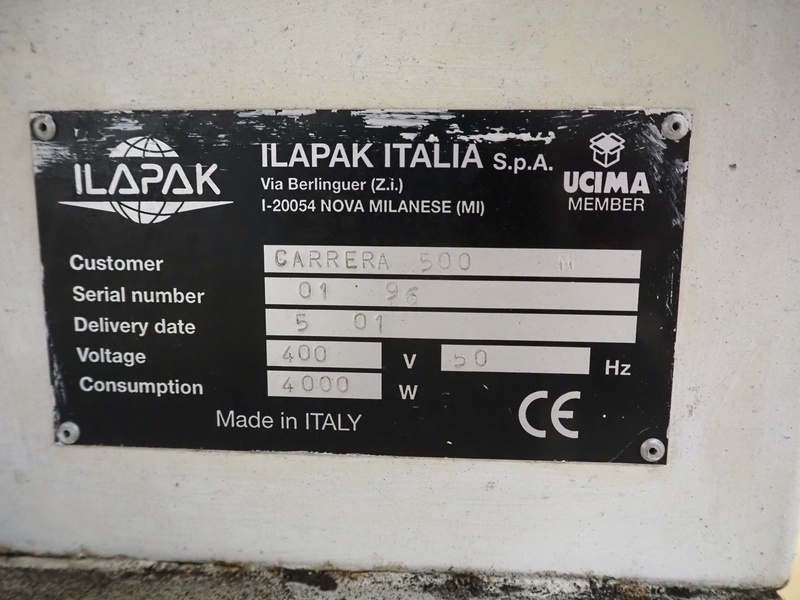 ILAPAK
ILAPAK ITALIA S.p.A.
Via Berlinguer (Z.i.)
I-20054 NOVA MILANESE (MI)
UCIMA
MEMBER
Customer CARRERA 500 M
Serial number 01 96
Delivery date 5 01
Voltage 400 V 50 Hz
Consumption 4000 W
Made in ITALY CE